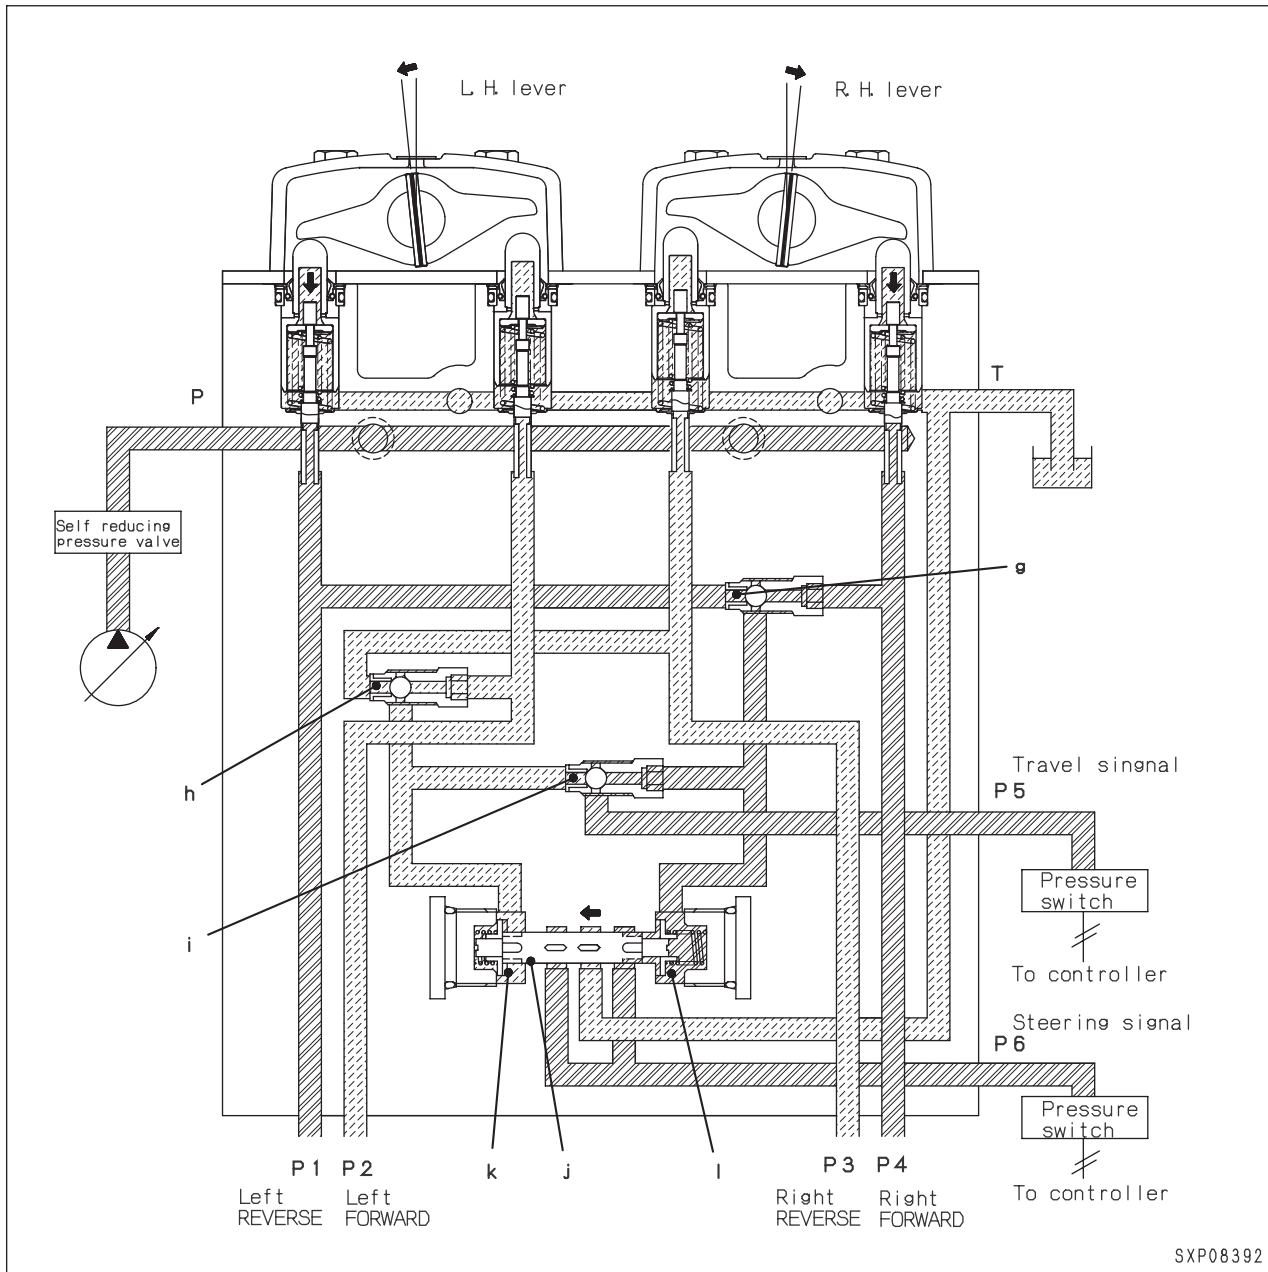 L. H. lever
R. H. lever
P
T
Self reducing
pressure valve
g
h
Travel singnal
P5
Pressure
switch
i
To controller
Steering signal
P6
Pressure
switch
P1
P2
k
j
l
P3
P4
To controller
Left
REVERSE
Left
FORWARD
Right
REVERSE
Right
FORWARD
SXP08392